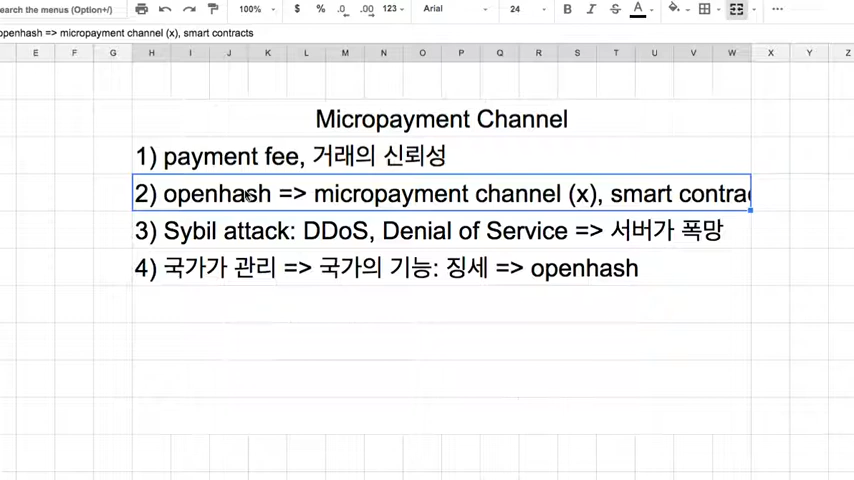 Search the menus (Option+/) 100% $ % .0 .00 123 Arial 24 B I S A
openhash => micropayment channel (x), smart contracts
E F G H I J K L M N O P Q R S T U V W X Y Z
Micropayment Channel
1) payment fee, 거래의 신뢰성
2) openhash => micropayment channel (x), smart contrac
3) Sybil attack: DDoS, Denial of Service => 서버가 폭망
4) 국가가 관리 => 국가의 기능: 징세 => openhash